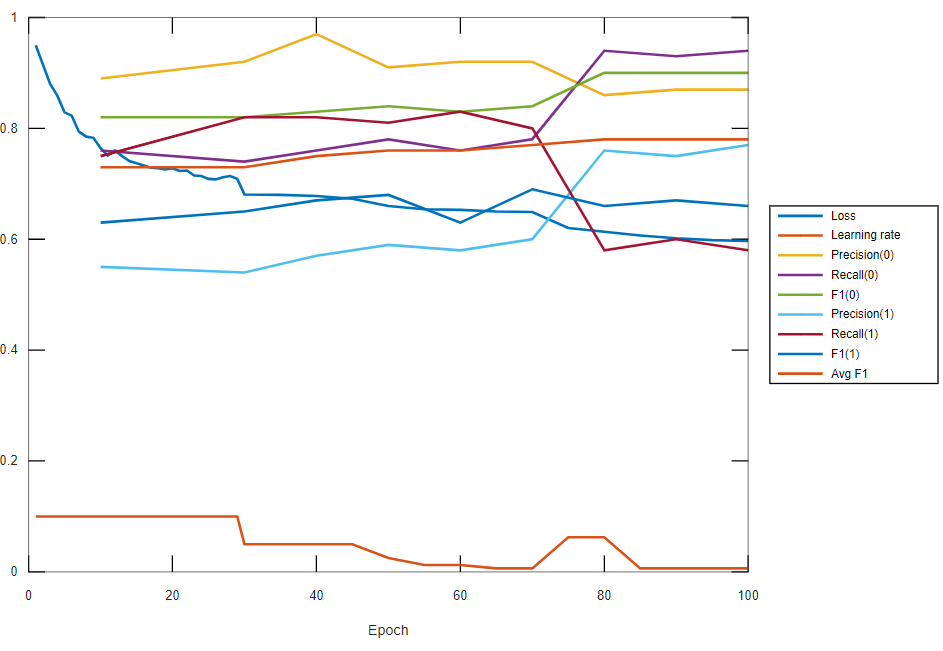 1
0.8
0.6
0.4
0.2
0
0 20 40 60 80 100
Epoch
Loss
Learning rate
Precision(0)
Recall(0)
F1(0)
Precision(1)
Recall(1)
F1(1)
Avg F1